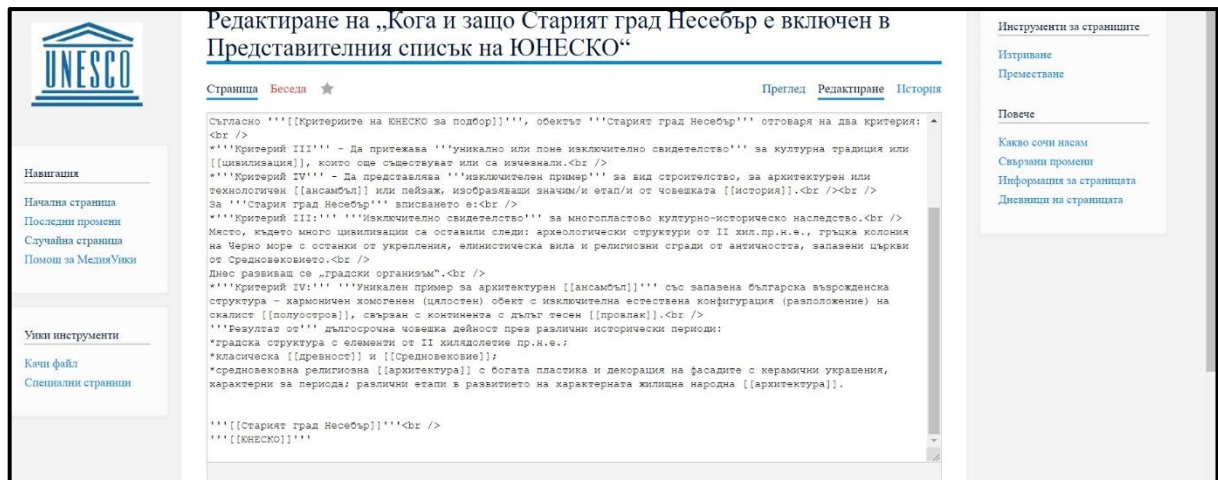 UNESCO
Навигация
Начална страница
Последни промени
Случайна страница
Помощ за МедияУики
Уики инструменти
Качи файл
Специални страници
Редактиране на „Кога и защо Старият град Несебър е включен в
Представителния списък на ЮНЕСКО“
Страница Беседа Преглед Редактиране История
Съгласно '''[[Критериите на ЮНЕСКО за подбор]]''', обектът '''Старият град Несебър''' отговаря на два критерия:
<br />
*'''Критерий III''' - Да притежава '''уникално или поне изключително свидетелство''' за културна традиция или
[[цивилизация]], които още съществуват или са изчезнали.<br />
*'''Критерий IV''' - Да представлява '''изключителен пример''' за вид строителство, за архитектурен или
технологичен [[ансамбъл]] или пейзаж, изобразяващи значим/и етап/и от човешката [[история]].<br /><br />
За '''Стария град Несебър''' вписването е:<br />
*'''Критерий III:''' '''Изключително свидетелство''' за многопластово културно-историческо наследство.<br />
Място, където много цивилизации са оставили следи: археологически структури от II хил.пр.н.е., гръцка колония
на Черно море с останки от укрепления, елинистическа вила и религиозни сгради от античността, запазени църкви
от Средновековието.<br />
Днес развиващ се „градски организъм“.<br />
*'''Критерий IV:''' '''Уникален пример за архитектурен [[ансамбъл]]''' със запазена българска възрожденска
структура – хармоничен хомогенен (цялостен) обект с изключителна естествена конфигурация (разположение) на
скалист [[полуостров]], свързан с континента с дълъг тесен [[провлак]].<br />
'''Резултат от''' дългосрочна човешка дейност през различни исторически периоди:
*градска структура с елементи от II хилядолетие пр.н.е.;
*класическа [[древност]] и [[Средновековие]];
*средновековна религиозна [[архитектура]] с богата пластика и декорация на фасадите с керамични украшения,
характерни за периода; различни етапи в развитието на характерната жилищна народна [[архитектура]].
'''[[Старият град Несебър]]'''<br />
'''[[ЮНЕСКО]]'''
Инструменти за страниците
Изтриване
Преместване
Повече
Какво сочи насам
Свързани промени
Информация за страницата
Дневници на страницата